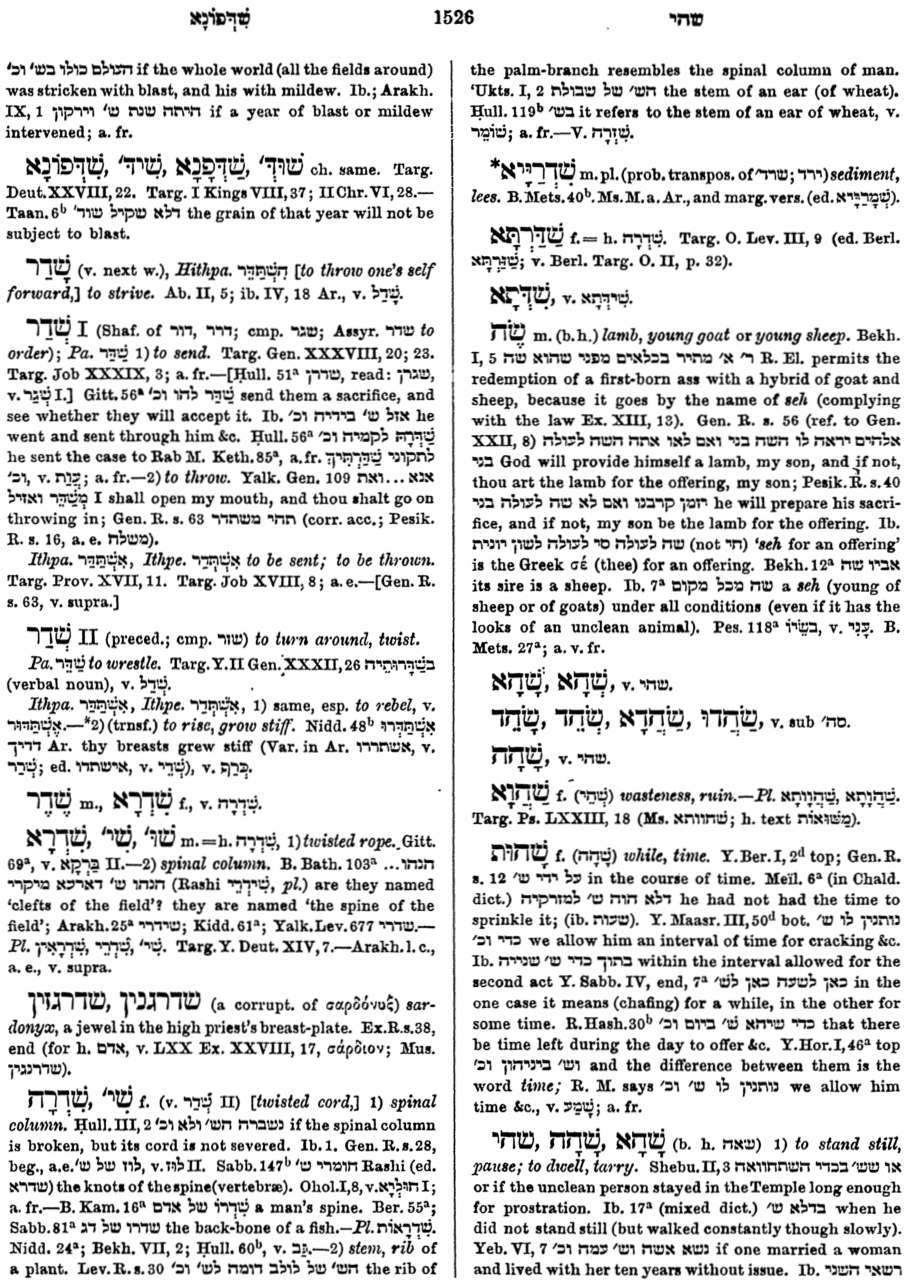 שִׁדְּפוֹנָא 1526 שהי
העולם כולו בש' וכ' if the whole world (all the fields around)
was stricken with blast, and his with mildew. Ib.; Arakh.
IX, 1 היתה שנת ש' וירקון if a year of blast or mildew
intervened; a. fr.
שִׁדְּפוֹנָא, שִׁיד', שַׁדְּפָנָא, שׁוּדְּ' ch. same. Targ.
Deut. XXVIII, 22. Targ. I Kings VIII, 37; II Chr. VI, 28.—
Taan. 6ᵇ דלא שקיל שוד' the grain of that year will not be
subject to blast.
שָׁדַר (v. next w.), Hithpa. הִשְׁתַּדֵּר [to throw one's self
forward,] to strive. Ab. II, 5; ib. IV, 18 Ar., v. שָׁדַל.
שְׁדַר I (Shaf. of דרר, דור; cmp. שגר; Assyr. שדר to
order); Pa. שַׁדַּר 1) to send. Targ. Gen. XXXVIII, 20; 23.
Targ. Job XXXIX, 3; a. fr.—[Ḥull. 51ᵃ שדרן, read: שגרן,
v. שְׁגַר I.] Gitt. 56ᵃ שַׁדַּר להו וכ' send them a sacrifice, and
see whether they will accept it. Ib. אזל ש' בידיה וכ' he
went and sent through him &c. Ḥull. 56ᵃ שַׁדְּרָהּ לקמיה וכ'
he sent the case to Rab M. Keth. 85ᵃ, a. fr. לתקוני שַׁדַּרְתִּיךָ
וכ', v. עֲוַת; a. fr.—2) to throw. Yalk. Gen. 109 אנא ... ואת
מְשַׁדֵּר ואזיל I shall open my mouth, and thou shalt go on
throwing in; Gen. R. s. 63 תהי משתדר (corr. acc.; Pesik.
R. s. 16, a. e. משלח).
Ithpa. אִשְׁתַּדַּר, Ithpe. אִשְׁתְּדַר to be sent; to be thrown.
Targ. Prov. XVII, 11. Targ. Job XVIII, 8; a. e.—[Gen. R.
s. 63, v. supra.]
שְׁדַר II (preced.; cmp. שור) to turn around, twist.
Pa. שַׁדַּר to wrestle. Targ. Y. II Gen. XXXII, 26 בשַׁדָּרוּתֵיהּ
(verbal noun), v. שְׁדַל.
Ithpa. אִשְׁתַּדַּר, Ithpe. אִשְׁתְּדַר, 1) same, esp. to rebel, v.
אֶשְׁתַּדּוּר.—*2) (trnsf.) to rise, grow stiff. Nidd. 48ᵇ אִשְׁתַּדְּרוּ
דדיך Ar. thy breasts grew stiff (Var. in Ar. אשתררו, v.
שְׁרַר; ed. אישתדו, v. שְׁדֵי), v. כָּרַף.
שֶׁדֶר m., שִׁדְרָא f., v. שִׁדְרָה.
שִׁדְרָא, שִׁי', שׁוּ' m.=h. שִׁדְרָה, 1) twisted rope. Gitt.
69ᵃ, v. בַּרְקָא II.—2) spinal column. B. Bath. 103ᵃ הנהו ...
הנהו ש' דארעא מיקרי (Rashi שִׁידְרֵי, pl.) are they named
'clefts of the field'? they are named 'the spine of the
field'; Arakh. 25ᵃ שידרי; Kidd. 61ᵃ; Yalk. Lev. 677 שדרי.—
Pl. שִׁדְרָאִין, שִׁדְרֵי, שִׁי'. Targ. Y. Deut. XIV, 7.—Arakh. l. c.,
a. e., v. supra.
שדרגנין, שדרגזין (a corrupt. of σαρδόνυξ) sar-
donyx, a jewel in the high priest's breast-plate. Ex. R. s. 38,
end (for h. אדם, v. LXX Ex. XXVIII, 17, σάρδιον; Mus.
שדרנגין).
שִׁדְרָה, שִׁי' f. (v. שְׁדַר II) [twisted cord,] 1) spinal
column. Ḥull. III, 2 נשברה הש' ולא וכ' if the spinal column
is broken, but its cord is not severed. Ib. 1. Gen. R. s. 28,
beg., a. e. לוז של ש', v. לוּז II. Sabb. 147ᵇ חומרי ש' Rashi (ed.
שדרא) the knots of the spine (vertebræ). Ohol. I, 8, v. חוּלְיָא I;
a. fr.—B. Kam. 16ᵃ שִׁדְרוֹ של אדם a man's spine. Ber. 55ᵃ;
Sabb. 81ᵃ שדרו של דג the back-bone of a fish.—Pl. שִׁדְרָאוֹת.
Nidd. 24ᵃ; Bekh. VII, 2; Ḥull. 60ᵇ, v. גַּב.—2) stem, rib of
a plant. Lev. R. s. 30 הש' של לולב דומה לש' וכ' the rib of
the palm-branch resembles the spinal column of man.
'Ukts. I, 2 הש' של שבולת the stem of an ear (of wheat).
Ḥull. 119ᵇ בש' it refers to the stem of an ear of wheat, v.
שׁוֹמֵר; a. fr.—V. שִׁזְרָה.
*שִׁדְרַיָּיא m. pl. (prob. transpos. of שרד'; ירד) sediment,
lees. B. Mets. 40ᵇ. Ms. M. a. Ar., and marg. vers. (ed. שְׁמָרַיָּיא).
שַׁדַּרְתָּא f.=h. שִׁדְרָה. Targ. O. Lev. III, 9 (ed. Berl.
שֵׁזַרְתָּא; v. Berl. Targ. O. II, p. 32).
שִׁדְּתָא, v. שִׁידְּתָא.
שֶׂה m. (b. h.) lamb, young goat or young sheep. Bekh.
I, 5 ר' א' מתיר בכלאים מפני שהוא שה R. El. permits the
redemption of a first-born ass with a hybrid of goat and
sheep, because it goes by the name of seh (complying
with the law Ex. XIII, 13). Gen. R. s. 56 (ref. to Gen.
XXII, 8) אלהים יראה לו השה בני ואם לאו אתה השה לעולה
בני God will provide himself a lamb, my son, and if not,
thou art the lamb for the offering, my son; Pesik. R. s. 40
יזמן קרבנו ואם לא שה לעולה בני he will prepare his sacri-
fice, and if not, my son be the lamb for the offering. Ib.
שה לעולה סי לעולה לשון יונית (not חי) 'seh for an offering'
is the Greek σέ (thee) for an offering. Bekh. 12ᵃ אביו שה
its sire is a sheep. Ib. 7ᵃ שה מכל מקום a seh (young of
sheep or of goats) under all conditions (even if it has the
looks of an unclean animal). Pes. 118ᵃ בשֵׂיוֹ, v. עָנִי. B.
Mets. 27ᵃ; a. v. fr.
שָׁהָא, שְׁהָא, v. שהי.
שָׂהֵד, שְׂהֵד, שָׂהֲדָא, שָׂהֲדוּ, v. sub סה'.
שָׁהָה, v. שהי.
שַׁהֲוָא f. (שְׁהֵי) wasteness, ruin.—Pl. שַׁהֲוָתָא, שַׁהֲוָותָא.
Targ. Ps. LXXIII, 18 (Ms. שחוותא; h. text מַשּׁוּאוֹת).
שָׁהוּת f. (שָׁהָה) while, time. Y. Ber. I, 2ᵈ top; Gen. R.
s. 12 על ידי ש' in the course of time. Meïl. 6ᵃ (in Chald.
dict.) דלא הוה ש' למזרקיה he had not had the time to
sprinkle it; (ib. שעות). Y. Maasr. III, 50ᵈ bot. נותנין לו ש'
כדי וכ' we allow him an interval of time for cracking &c.
Ib. בתוך כדי ש' שנייה within the interval allowed for the
second act Y. Sabb. IV, end, 7ᵃ כאן לשעה כאן לש' in the
one case it means (chafing) for a while, in the other for
some time. R. Hash. 30ᵇ כדי שיהא ש' ביום וכ' that there
be time left during the day to offer &c. Y. Hor. I, 46ᵃ top
וש' ביניהון וכ' and the difference between them is the
word time; R. M. says נותנין לו ש' וכ' we allow him
time &c., v. שְׁמַע; a. fr.
שהי, שָׁהָה, שָׁהָא (b. h. שאה) 1) to stand still,
pause; to dwell, tarry. Shebu. II, 3 או שש' בכדי השתחוואה
or if the unclean person stayed in the Temple long enough
for prostration. Ib. 17ᵃ (mixed dict.) בדלא ש' when he
did not stand still (but walked constantly though slowly).
Yeb. VI, 7 נשא אשה וש' עמה וכ' if one married a woman
and lived with her ten years without issue. Ib. רשאי השני